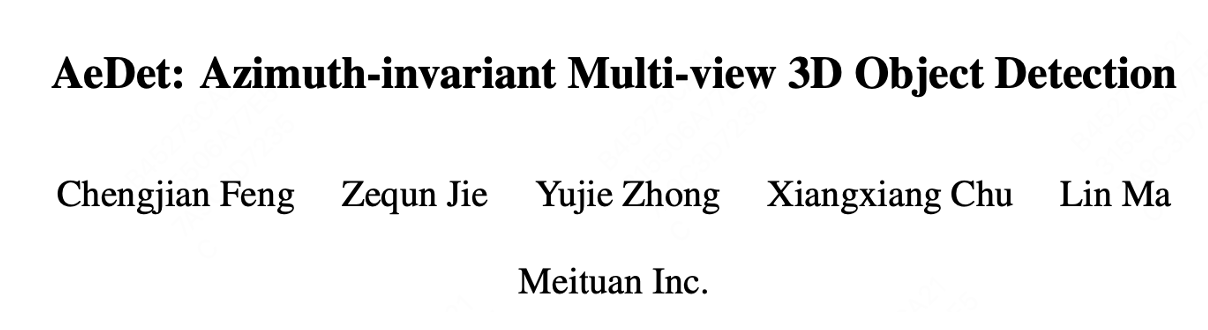 AeDet: Azimuth-invariant Multi-view 3D Object Detection
Chengjian Feng Zequn Jie Yujie Zhong Xiangxiang Chu Lin Ma
Meituan Inc.